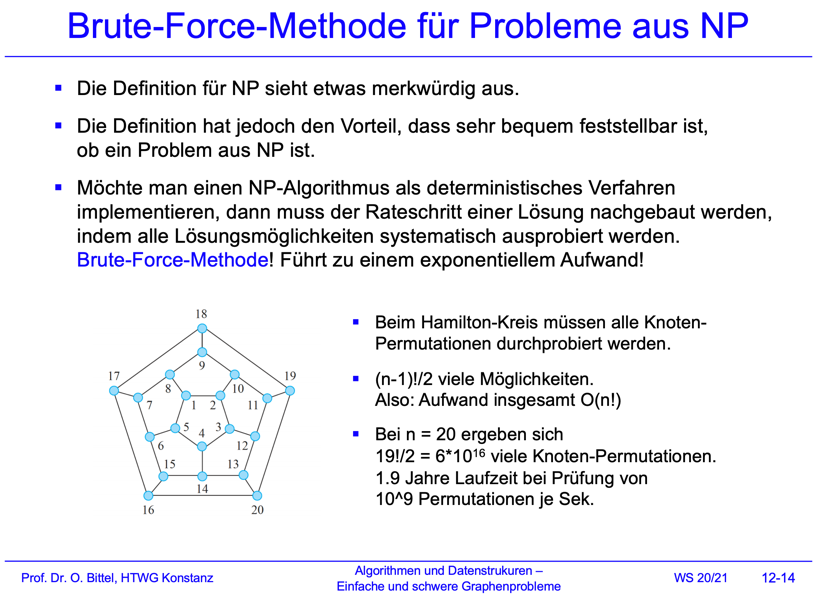 Brute-Force-Methode für Probleme aus NP
Die Definition für NP sieht etwas merkwürdig aus.
Die Definition hat jedoch den Vorteil, dass sehr bequem feststellbar ist,
ob ein Problem aus NP ist.
Möchte man einen NP-Algorithmus als deterministisches Verfahren
implementieren, dann muss der Rateschritt einer Lösung nachgebaut werden,
indem alle Lösungsmöglichkeiten systematisch ausprobiert werden.
Brute-Force-Methode! Führt zu einem exponentiellem Aufwand!
18
9
17
19
8
10
7
1
2
11
5
4
3
6
12
15
13
14
16
20
Beim Hamilton-Kreis müssen alle Knoten-
Permutationen durchprobiert werden.
(n-1)!/2 viele Möglichkeiten.
Also: Aufwand insgesamt O(n!)
Bei n = 20 ergeben sich
19!/2 = 6*10¹⁶ viele Knoten-Permutationen.
1.9 Jahre Laufzeit bei Prüfung von
10^9 Permutationen je Sek.
Prof. Dr. O. Bittel, HTWG Konstanz
Algorithmen und Datenstrukuren –
Einfache und schwere Graphenprobleme
WS 20/21
12-14